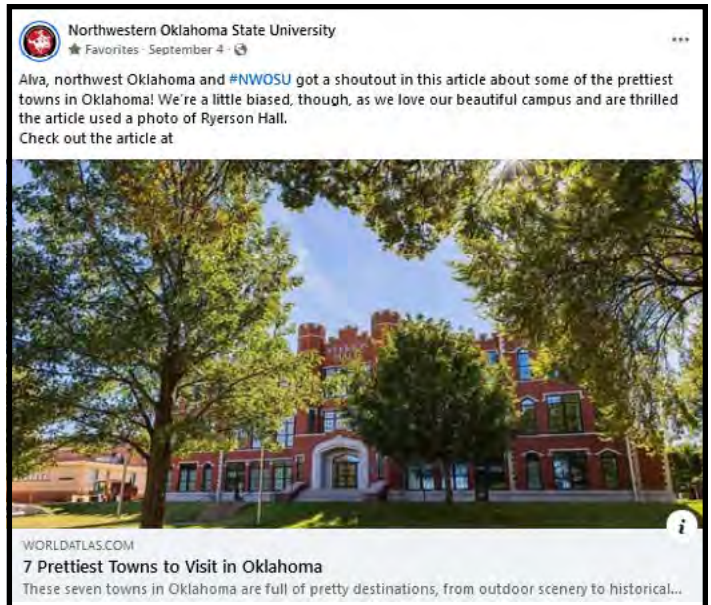 Northwestern Oklahoma State University
Favorites · September 4 ·
Alva, northwest Oklahoma and #NWOSU got a shoutout in this article about some of the prettiest
towns in Oklahoma! We're a little biased, though, as we love our beautiful campus and are thrilled
the article used a photo of Ryerson Hall.
Check out the article at
i
WORLDATLAS.COM
7 Prettiest Towns to Visit in Oklahoma
These seven towns in Oklahoma are full of pretty destinations, from outdoor scenery to historical...